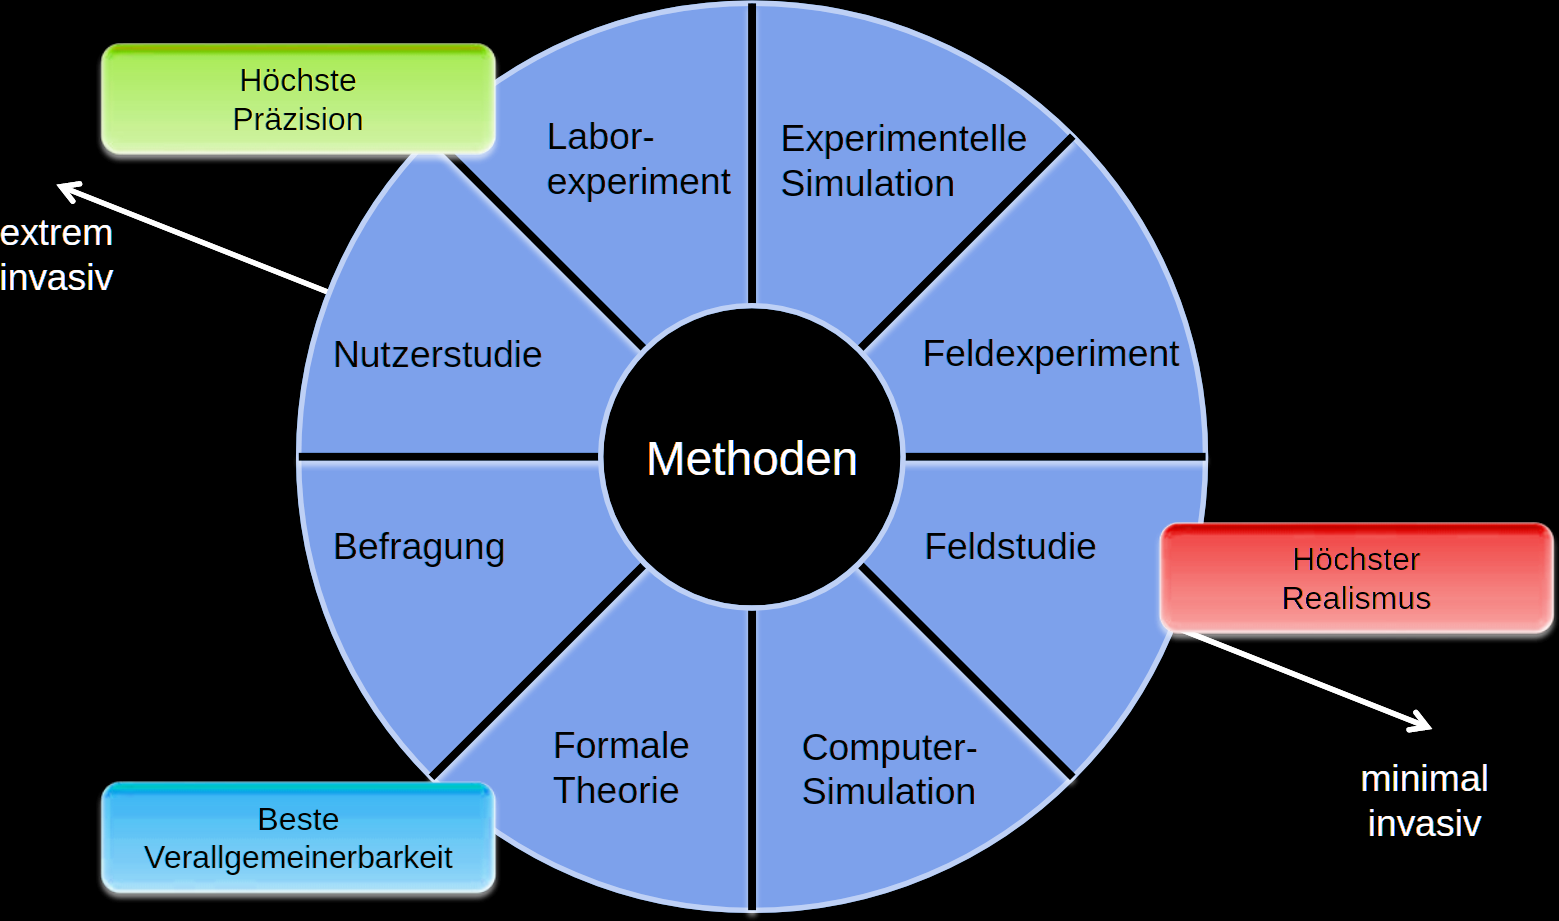 Höchste
Präzision
Labor-
experiment
Experimentelle
Simulation
extrem
invasiv
Nutzerstudie
Feldexperiment
Methoden
Befragung
Feldstudie
Höchster
Realismus
Formale
Theorie
Computer-
Simulation
Beste
Verallgemeinerbarkeit
minimal
invasiv